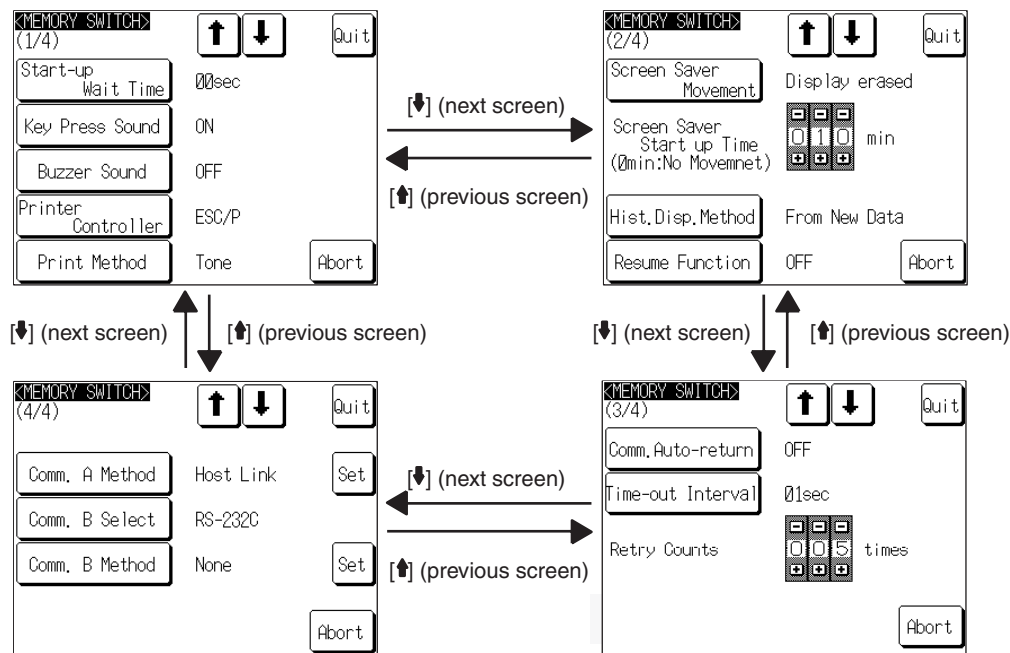 <MEMORY SWITCH>
(1/4)
Quit
Start-up
Wait Time
00sec
Key Press Sound
ON
Buzzer Sound
OFF
Printer
Controller
ESC/P
Print Method
Tone
Abort
[⬇] (next screen)
[⬆] (previous screen)
<MEMORY SWITCH>
(2/4)
Quit
Screen Saver
Movement
Display erased
Screen Saver
Start up Time
(0min:No Movemnet)
010
min
Hist.Disp.Method
From New Data
Resume Function
OFF
Abort
[⬇] (next screen)
[⬆] (previous screen)
[⬇] (next screen)
[⬆] (previous screen)
<MEMORY SWITCH>
(4/4)
Quit
Comm. A Method
Host Link
Set
Comm. B Select
RS-232C
Comm. B Method
None
Set
Abort
[⬇] (next screen)
[⬆] (previous screen)
<MEMORY SWITCH>
(3/4)
Quit
Comm.Auto-return
OFF
Time-out Interval
01sec
Retry Counts
005
times
Abort